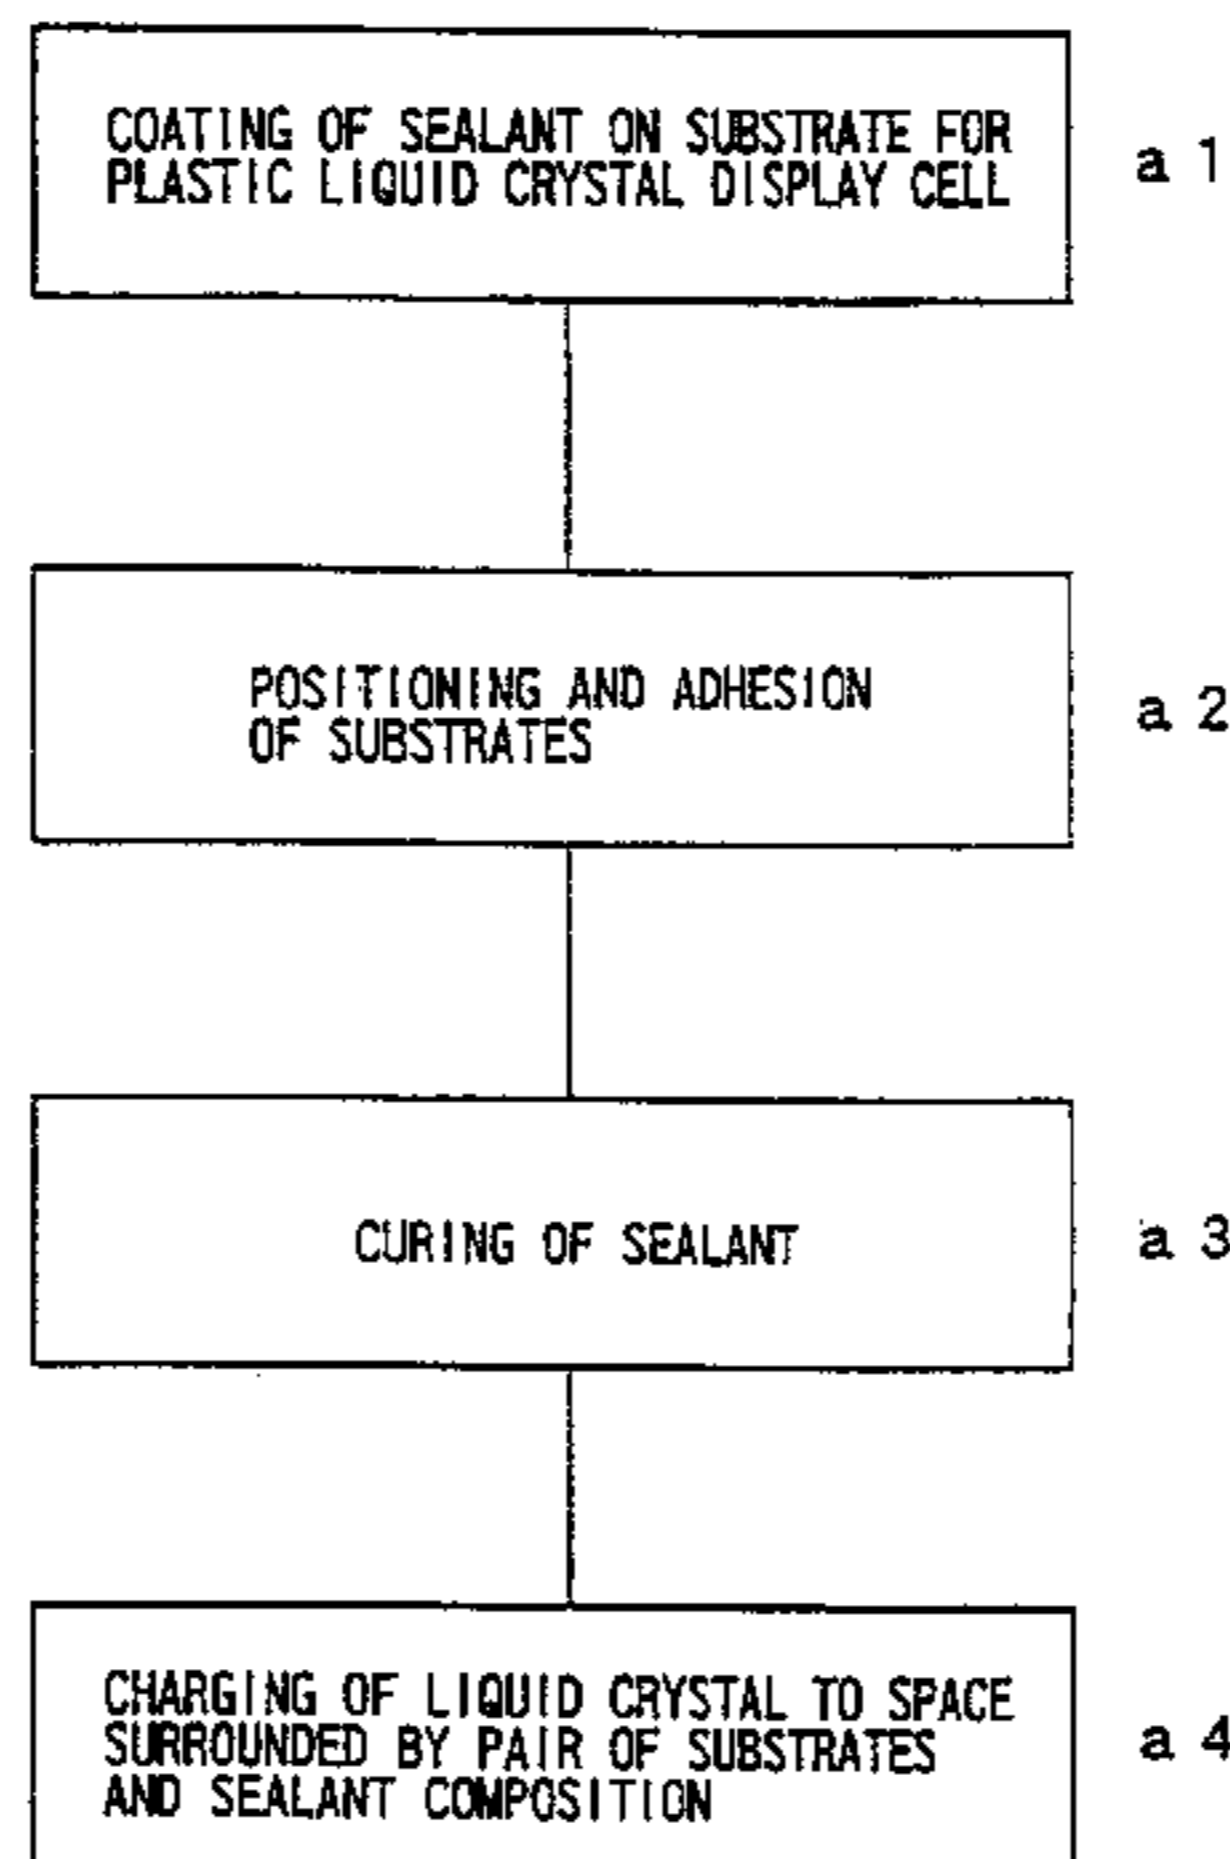 COATING OF SEALANT ON SUBSTRATE FOR
PLASTIC LIQUID CRYSTAL DISPLAY CELL
a 1
POSITIONING AND ADHESION
OF SUBSTRATES
a 2
CURING OF SEALANT
a 3
CHARGING OF LIQUID CRYSTAL TO SPACE
SURROUNDED BY PAIR OF SUBSTRATES
AND SEALANT COMPOSITION
a 4